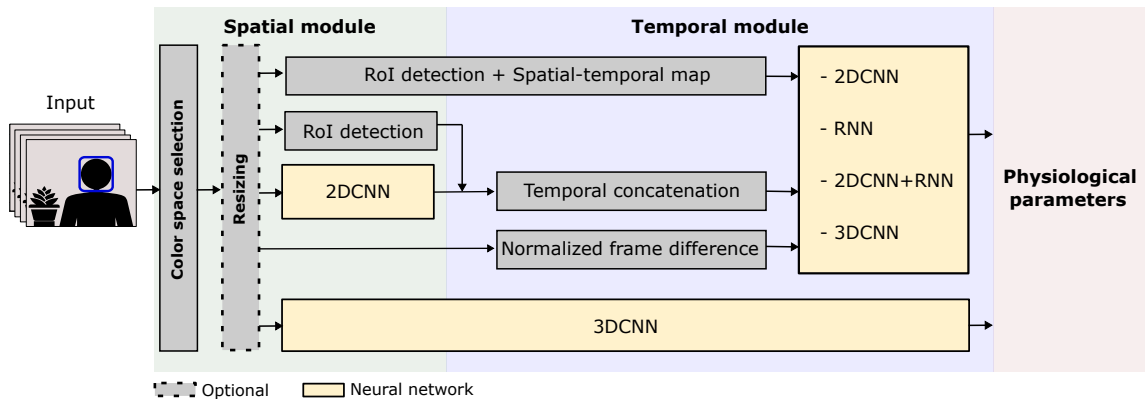 Spatial module
Temporal module
Input
Color space selection
Resizing
RoI detection + Spatial-temporal map
RoI detection
2DCNN
Temporal concatenation
Normalized frame difference
3DCNN
- 2DCNN
- RNN
- 2DCNN+RNN
- 3DCNN
Physiological
parameters
Optional
Neural network